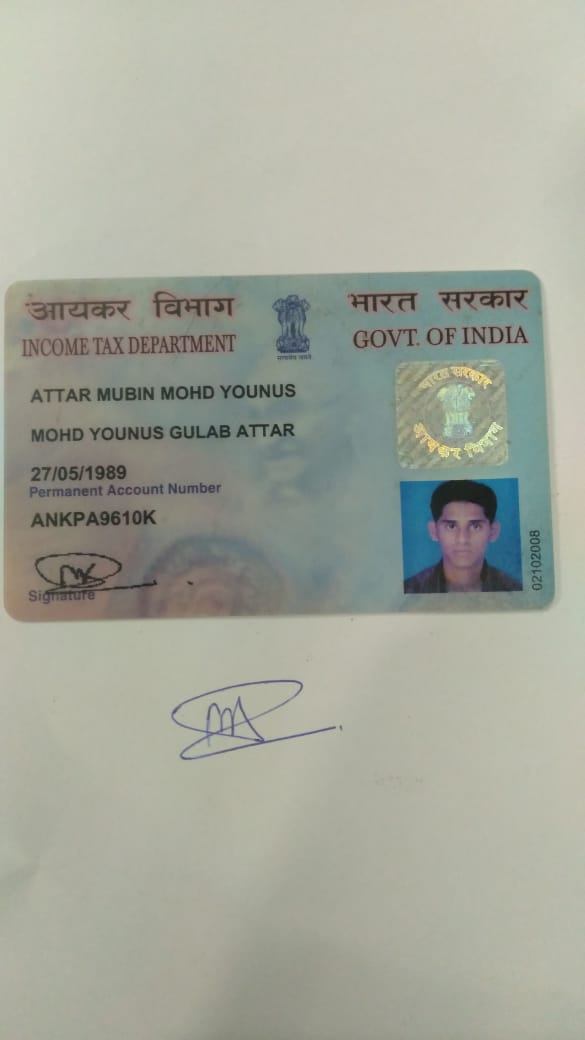 आयकर विभाग
INCOME TAX DEPARTMENT
भारत सरकार
GOVT. OF INDIA
सत्यमेव जयते
भारत सरकार
आयकर विभाग
ATTAR MUBIN MOHD YOUNUS
MOHD YOUNUS GULAB ATTAR
27/05/1989
Permanent Account Number
ANKPA9610K
Signature
02102008